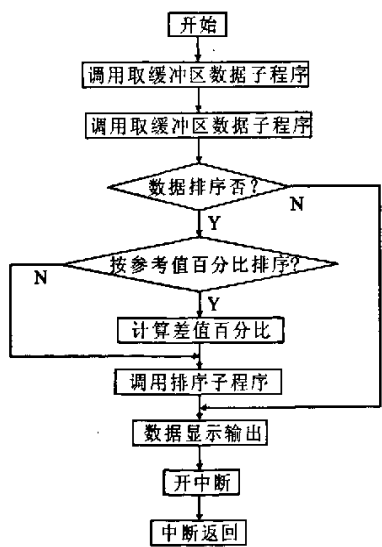 开始
调用取缓冲区数据子程序
调用取缓冲区数据子程序
数据排序否?
N
Y
按参考值百分比排序?
N
Y
计算差值百分比
调用排序子程序
数据显示输出
开中断
中断返回